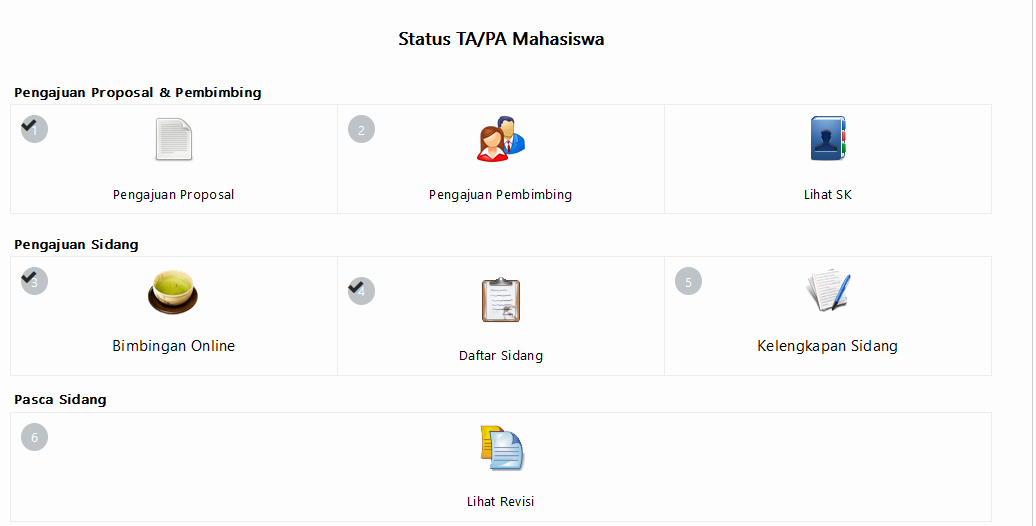 Status TA/PA Mahasiswa
Pengajuan Proposal & Pembimbing
1
2
Pengajuan Proposal
Pengajuan Pembimbing
Lihat SK
Pengajuan Sidang
3
4
5
Bimbingan Online
Daftar Sidang
Kelengkapan Sidang
Pasca Sidang
6
Lihat Revisi